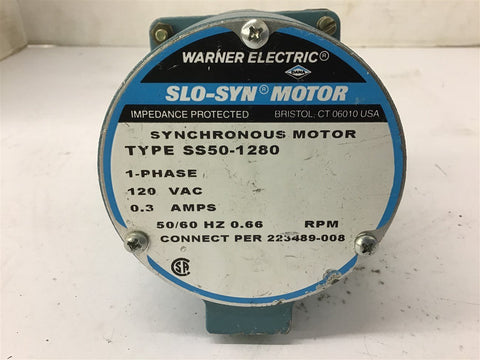 WARNER ELECTRIC®
SLO-SYN® MOTOR
IMPEDANCE PROTECTED BRISTOL, CT 06010 USA
SYNCHRONOUS MOTOR
TYPE SS50-1280
1-PHASE
120 VAC
0.3 AMPS
50/60 HZ 0.66 RPM
CONNECT PER 223489-008